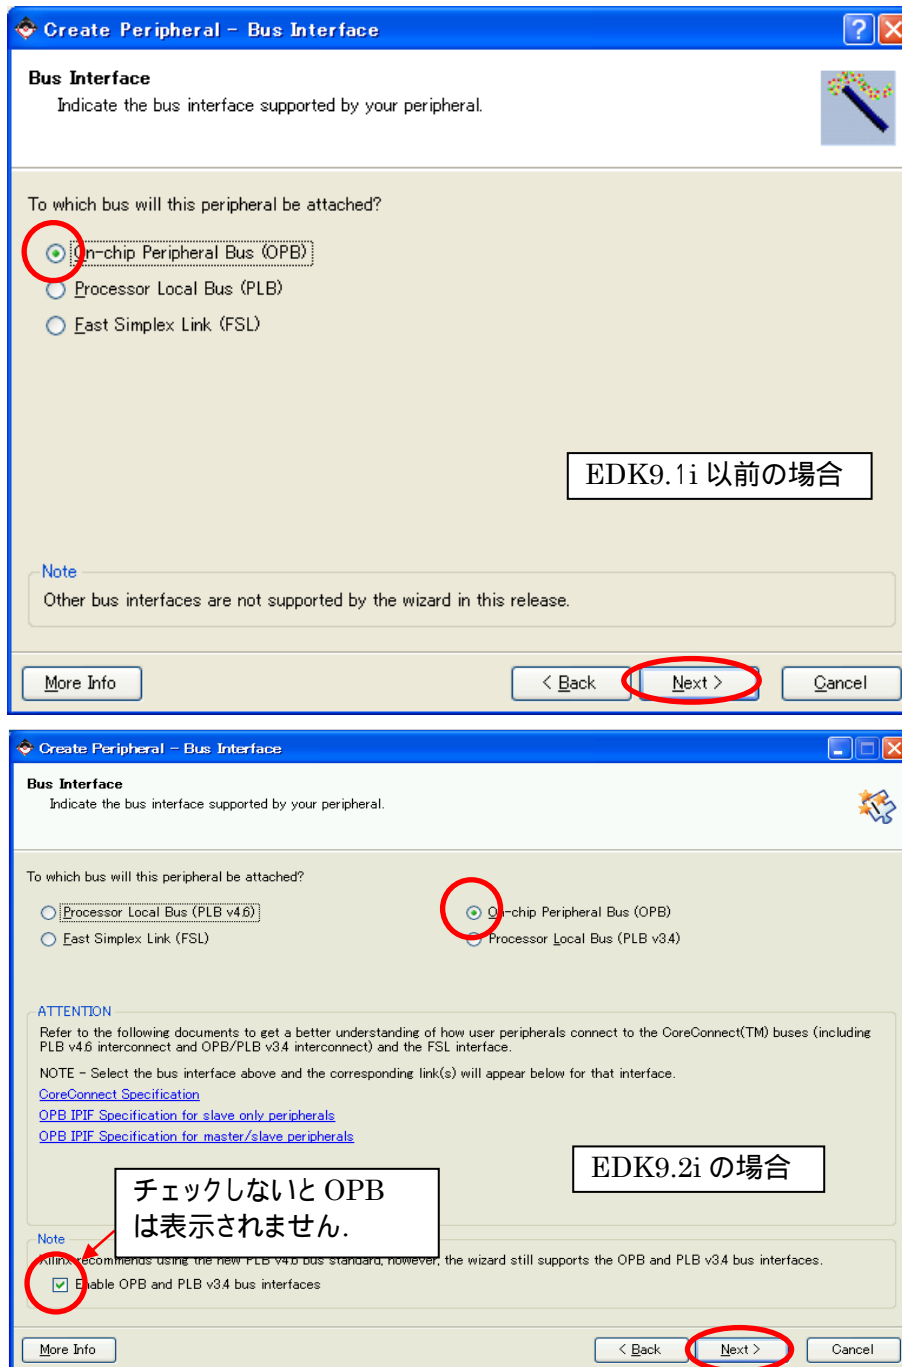 Create Peripheral - Bus Interface
Bus Interface
Indicate the bus interface supported by your peripheral.
To which bus will this peripheral be attached?
On-chip Peripheral Bus (OPB)
Processor Local Bus (PLB)
Fast Simplex Link (FSL)
EDK9.1i 以前の場合
Note
Other bus interfaces are not supported by the wizard in this release.
More Info
< Back
Next >
Cancel
Create Peripheral - Bus Interface
Bus Interface
Indicate the bus interface supported by your peripheral.
To which bus will this peripheral be attached?
Processor Local Bus (PLB v4.6)
On-chip Peripheral Bus (OPB)
Fast Simplex Link (FSL)
Processor Local Bus (PLB v3.4)
ATTENTION
Refer to the following documents to get a better understanding of how user peripherals connect to the CoreConnect(TM) buses (including
PLB v4.6 interconnect and OPB/PLB v3.4 interconnect) and the FSL interface.
NOTE - Select the bus interface above and the corresponding link(s) will appear below for that interface.
CoreConnect Specification
OPB IPIF Specification for slave only peripherals
OPB IPIF Specification for master/slave peripherals
EDK9.2i の場合
チェックしないと OPB
は表示されません.
Note
Xilinx recommends using the new PLB v4.6 bus standard, however, the wizard still supports the OPB and PLB v3.4 bus interfaces.
Enable OPB and PLB v3.4 bus interfaces
More Info
< Back
Next >
Cancel